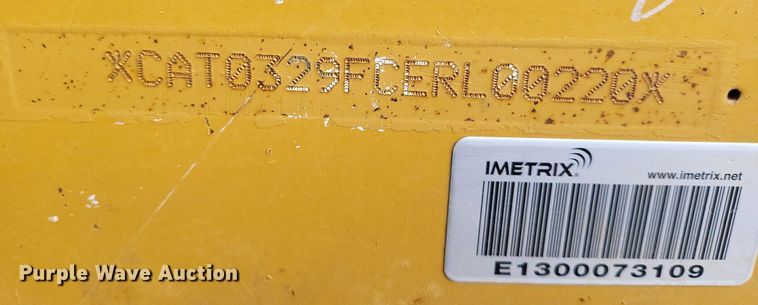 XCAT0329FCERL00220X
IMETRIX®
www.imetrix.net
E1300073109
Purple Wave Auction